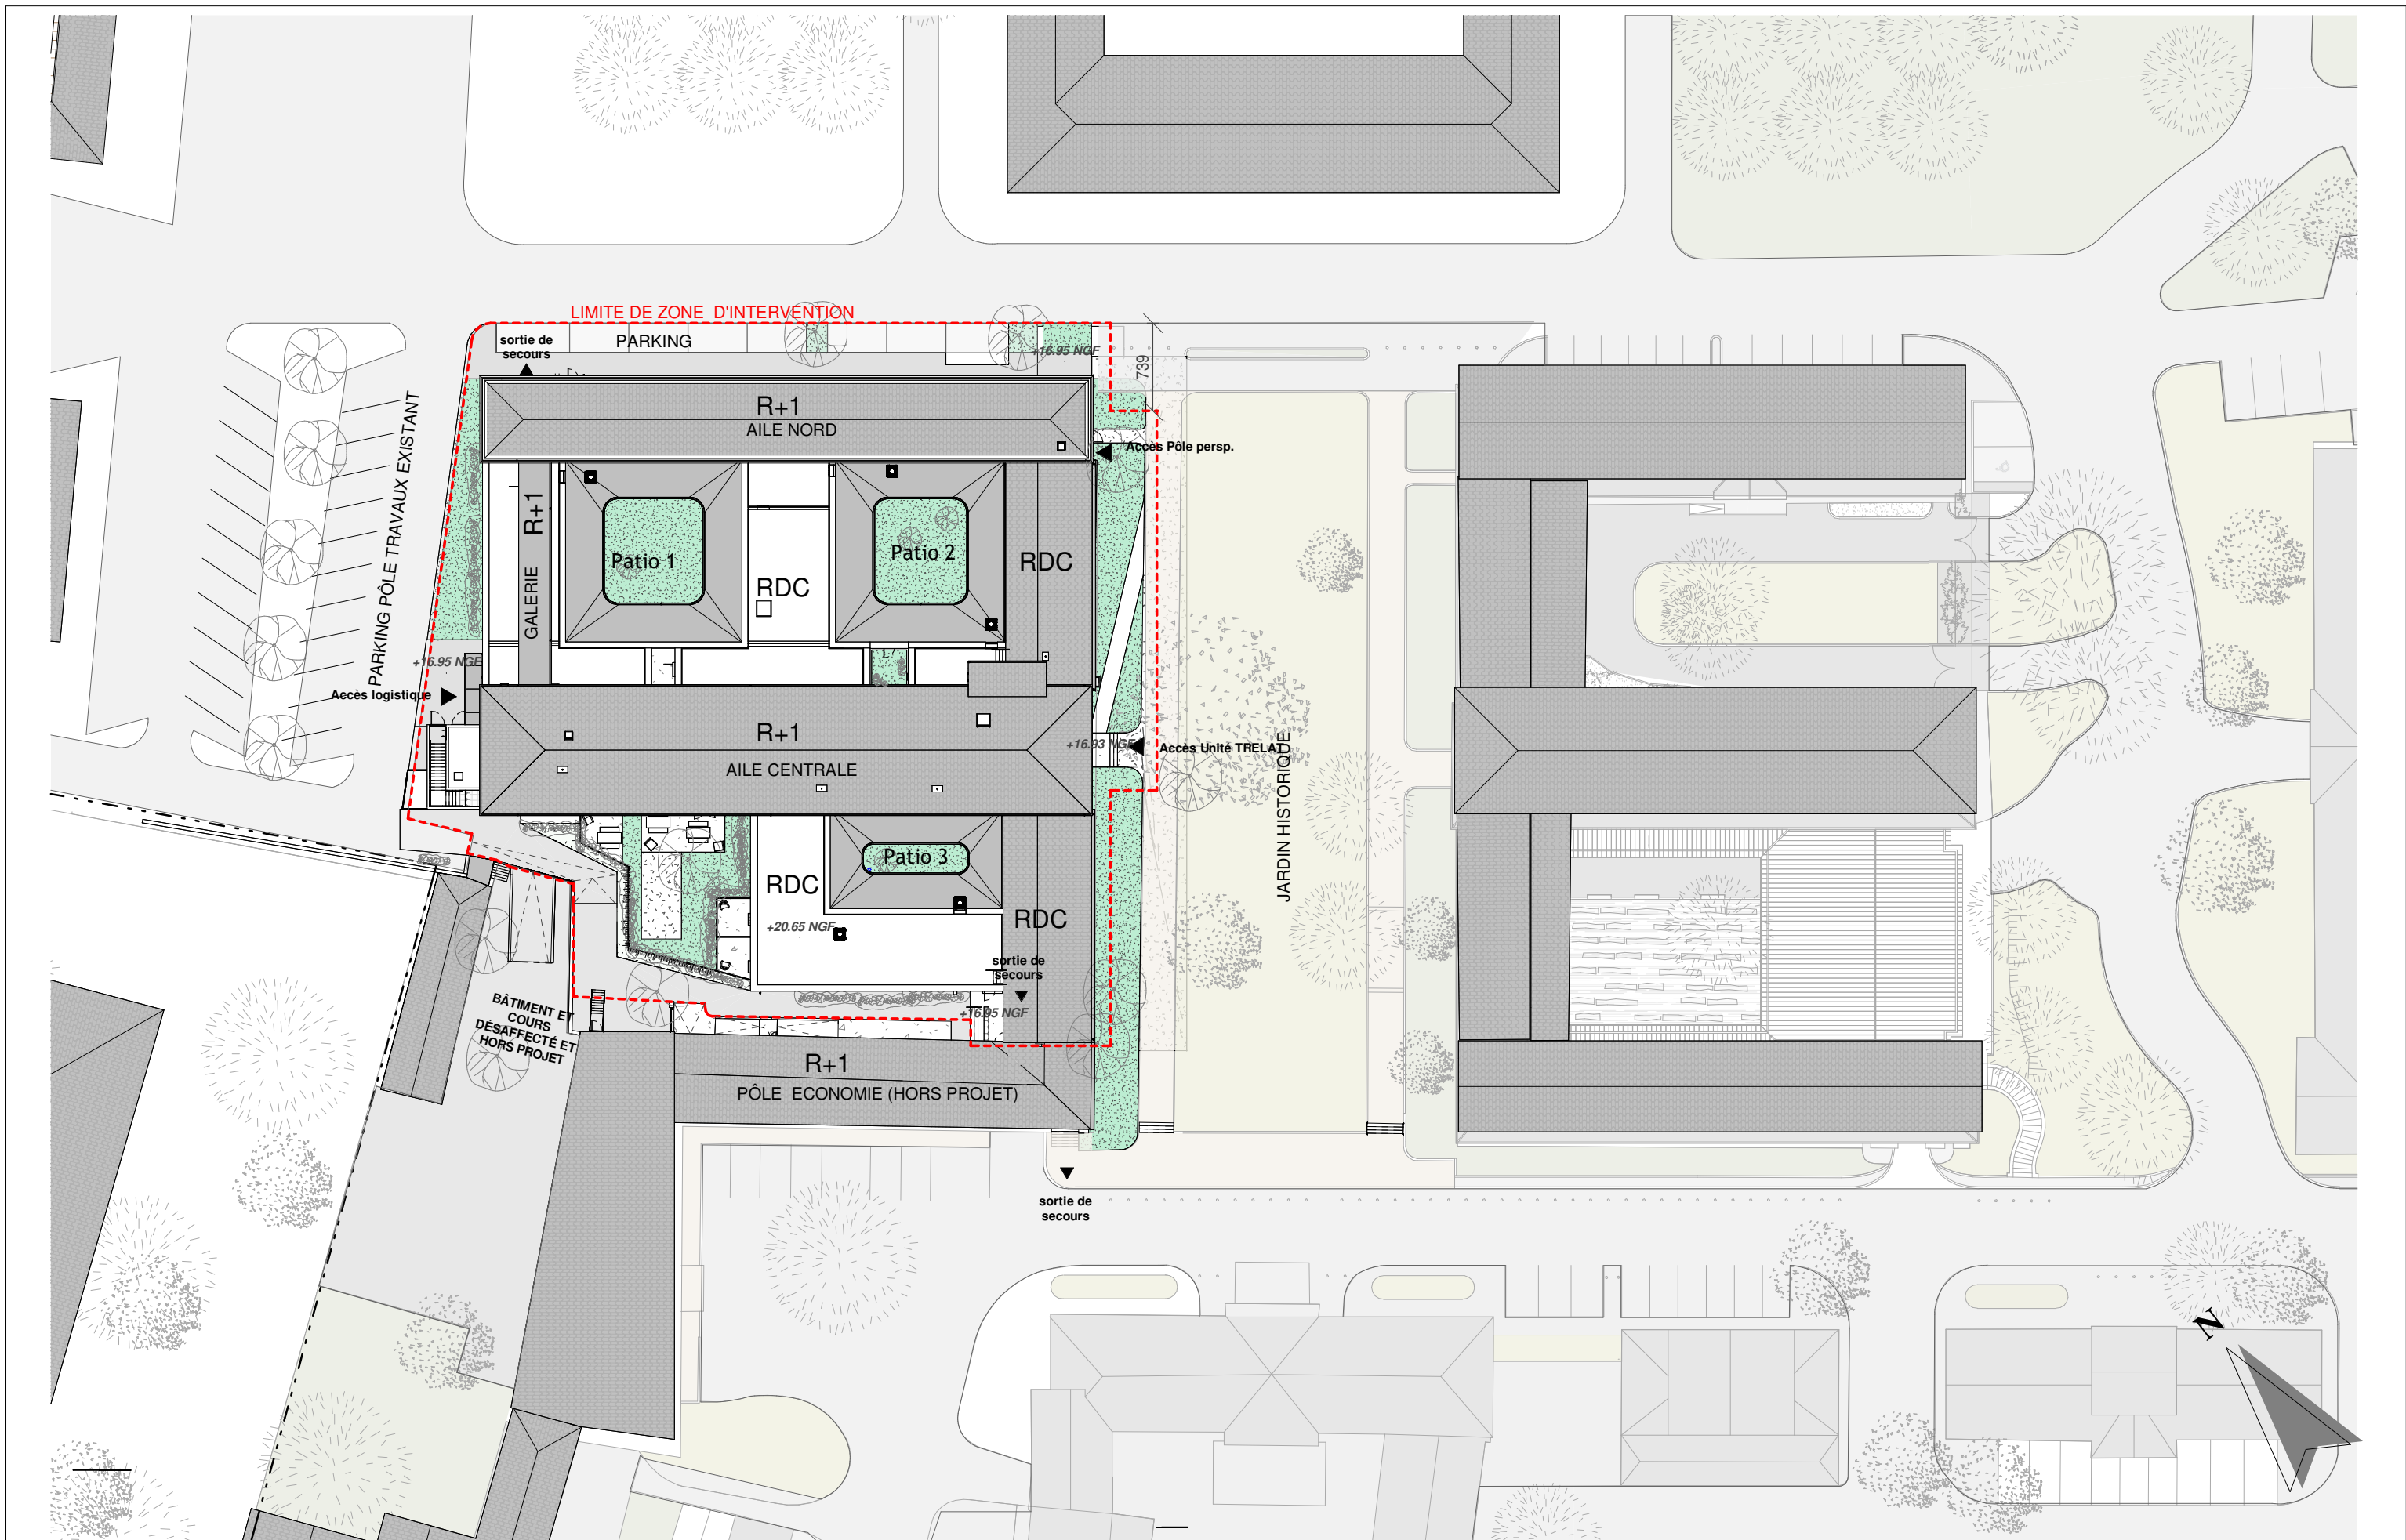 LIMITE DE ZONE D'INTERVENTION
sortie de
secours
PARKING
+16.95 NGF
739
R+1
AILE NORD
Accès Pôle persp.
PARKING PÔLE TRAVAUX EXISTANT
R+1
GALERIE
Patio 1
RDC
Patio 2
RDC
+16.95 NGF
Accès logistique
R+1
AILE CENTRALE
+16.93 NGF
Accès Unité TRELAT
JARDIN HISTORIQUE
Patio 3
RDC
RDC
+20.65 NGF
sortie de
secours
+16.95 NGF
BÂTIMENT ET
COURS
DÉSAFFECTÉ ET
HORS PROJET
R+1
PÔLE ECONOMIE (HORS PROJET)
sortie de
secours
N